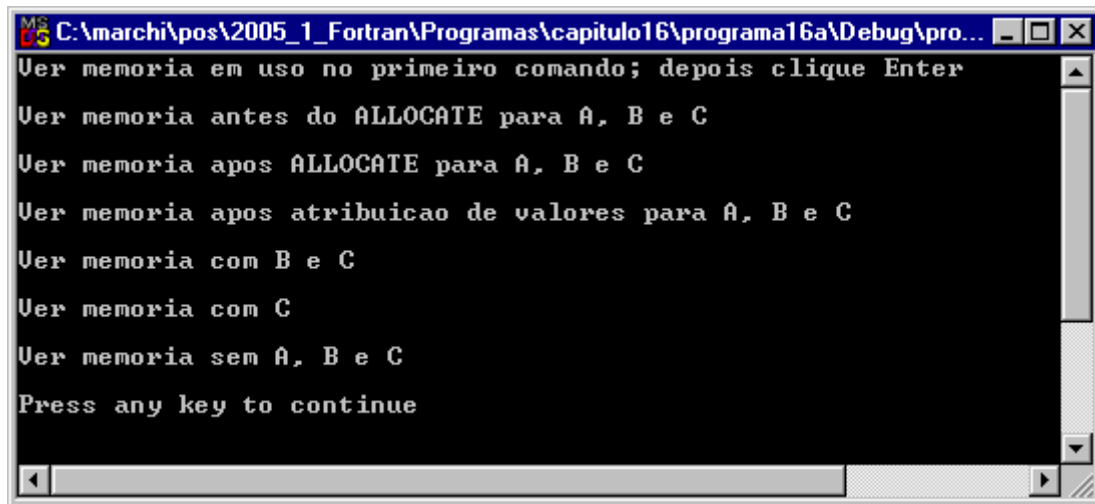 C:\marchi\pos\2005_1_Fortran\Programas\capitulo16\programa16a\Debug\pro...
Ver memoria em uso no primeiro comando; depois clique Enter
Ver memoria antes do ALLOCATE para A, B e C
Ver memoria apos ALLOCATE para A, B e C
Ver memoria apos atribuicao de valores para A, B e C
Ver memoria com B e C
Ver memoria com C
Ver memoria sem A, B e C
Press any key to continue